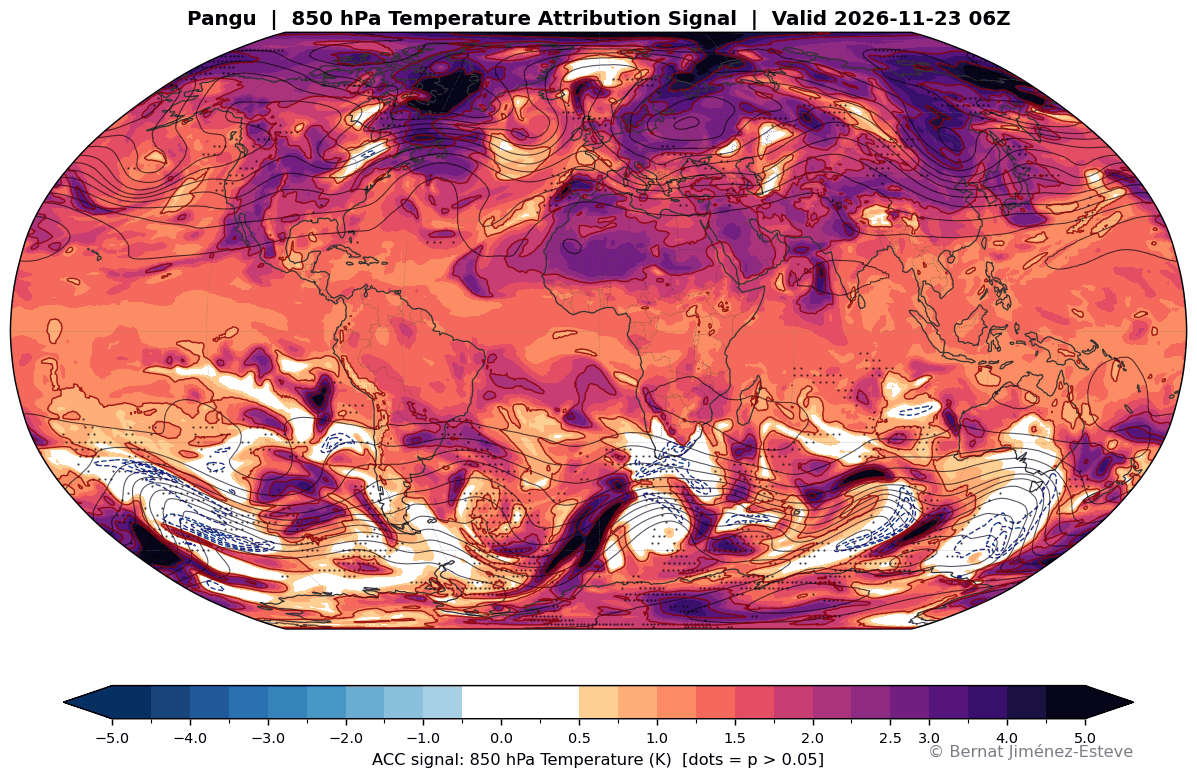 Pangu  |  850 hPa Temperature Attribution Signal  |  Valid 2026-11-23 06Z
−5.0 −4.0 −3.0 −2.0 −1.0 0.0 0.5 1.0 1.5 2.0 2.5 3.0 4.0 5.0
ACC signal: 850 hPa Temperature (K)  [dots = p > 0.05]
© Bernat Jiménez-Esteve